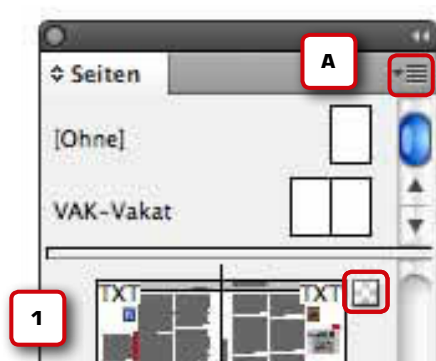 A
Seiten
[Ohne]
VAK-Vakat
TXT TXT
1